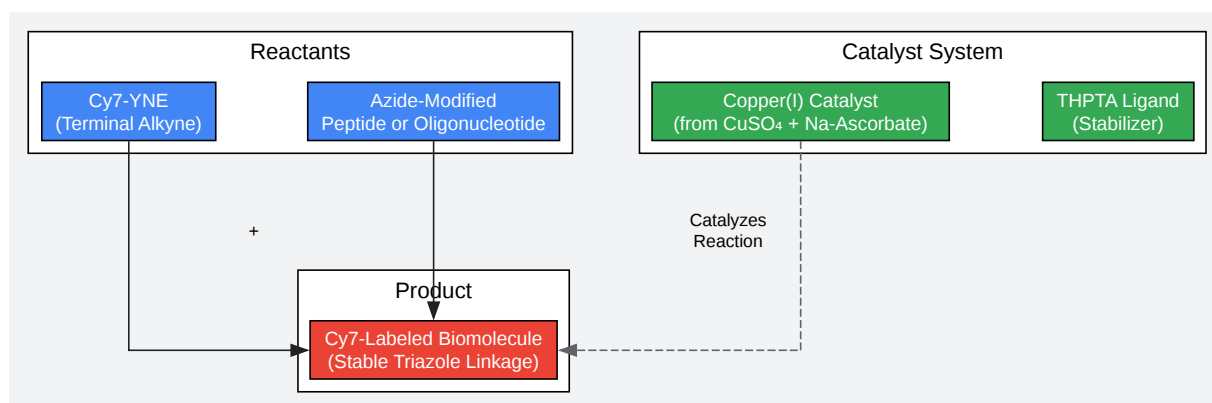 Reactants
Cy7-YNE
(Terminal Alkyne)
Azide-Modified
Peptide or Oligonucleotide
Catalyst System
Copper(I) Catalyst
(from CuSO₄ + Na-Ascorbate)
THPTA Ligand
(Stabilizer)
+
Catalyzes
Reaction
Product
Cy7-Labeled Biomolecule
(Stable Triazole Linkage)